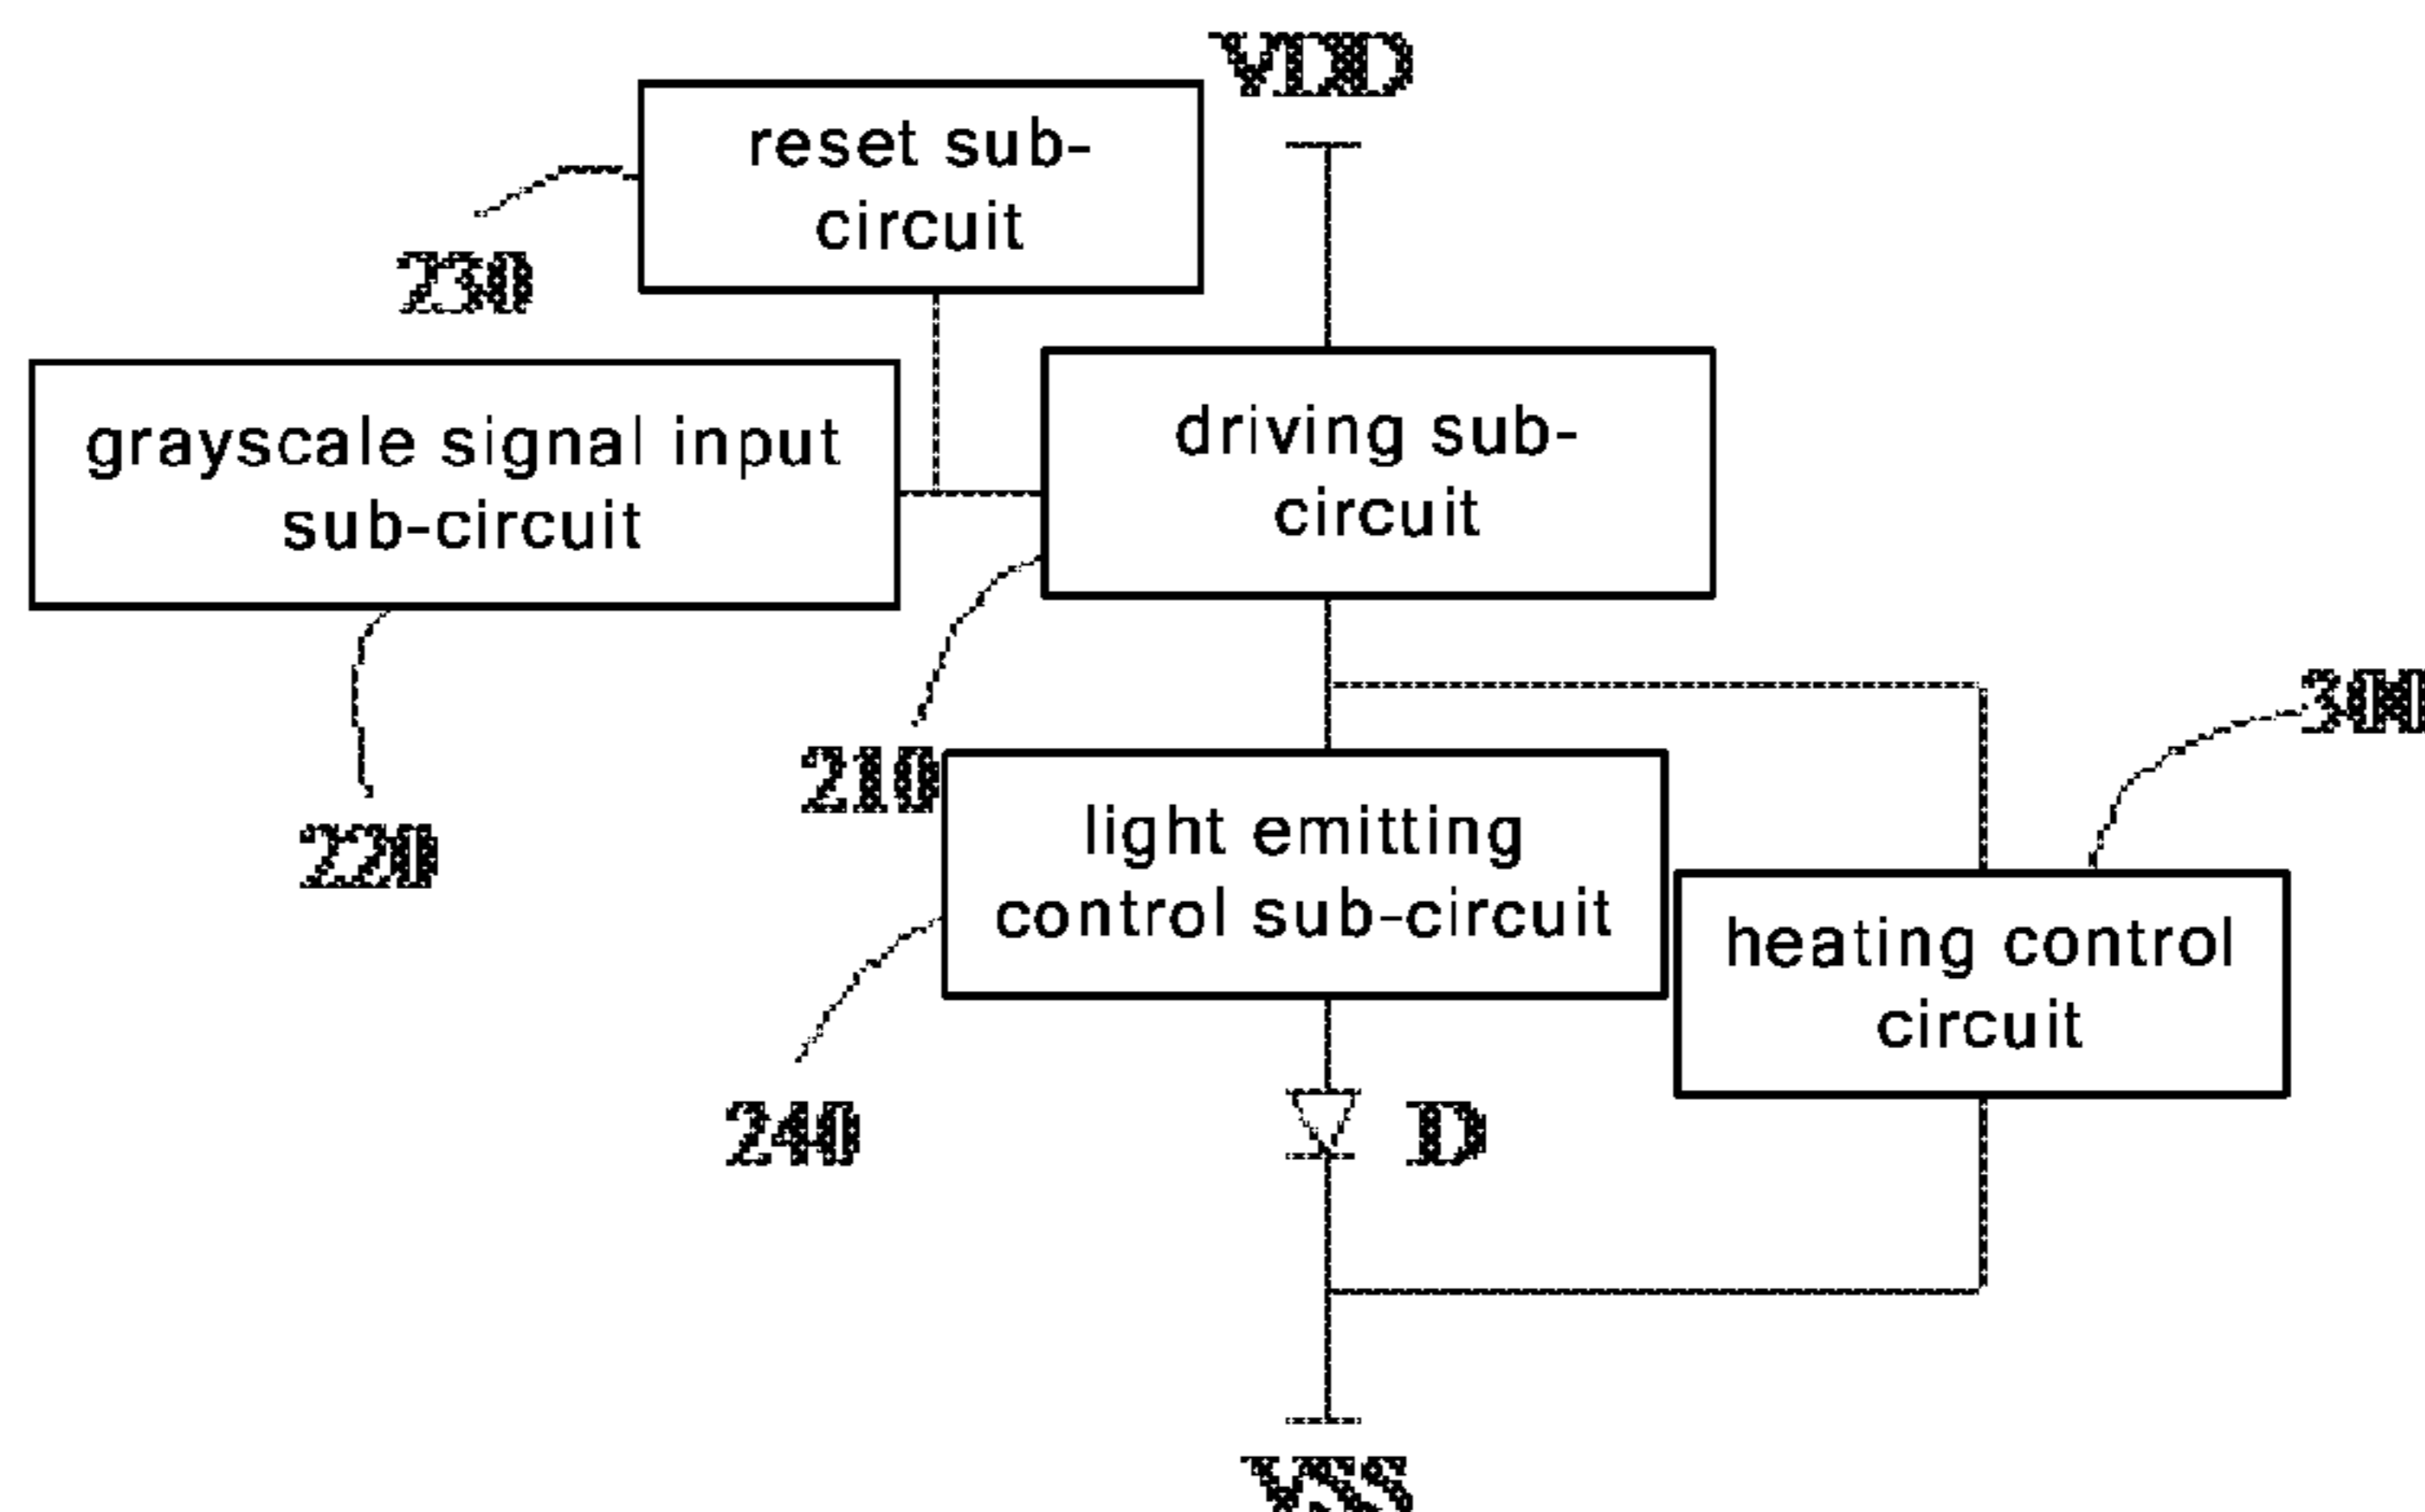 VDD
reset sub-
circuit
230
grayscale signal input
sub-circuit
driving sub-
circuit
300
210
220
light emitting
control sub-circuit
heating control
circuit
240
D
VSS